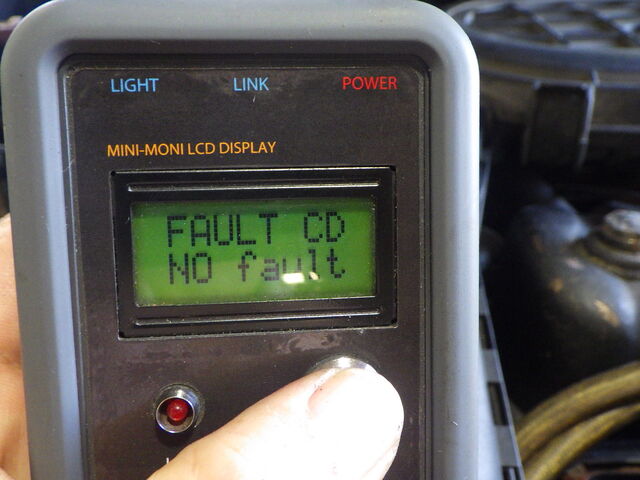 LiGHT LINK POWER
MINI-MONI LCD DISPLAY
FAULT CD
NO fault